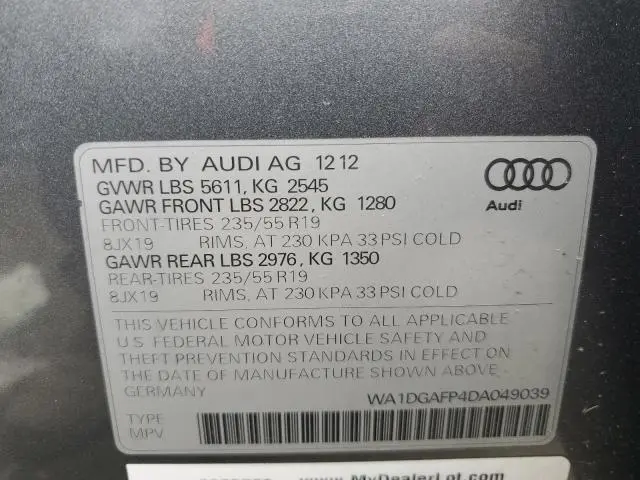 MFD. BY AUDI AG 12 12
GVWR LBS 5611, KG 2545
GAWR FRONT LBS 2822, KG 1280
FRONT-TIRES 235/55 R19
8JX19 RIMS, AT 230 KPA 33 PSI COLD
GAWR REAR LBS 2976, KG 1350
REAR-TIRES 235/55 R19
8JX19 RIMS, AT 230 KPA 33 PSI COLD
Audi
THIS VEHICLE CONFORMS TO ALL APPLICABLE
U.S. FEDERAL MOTOR VEHICLE SAFETY AND
THEFT PREVENTION STANDARDS IN EFFECT ON
THE DATE OF MANUFACTURE SHOWN ABOVE.
GERMANY WA1DGAFP4DA049039
TYPE
MPV
www.MyDealerLot.com